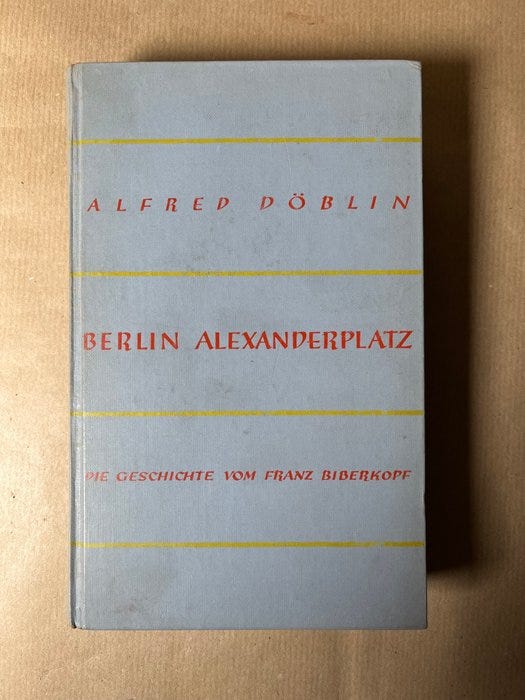 ALFRED DÖBLIN
BERLIN ALEXANDERPLATZ
DIE GESCHICHTE VOM FRANZ BIBERKOPF